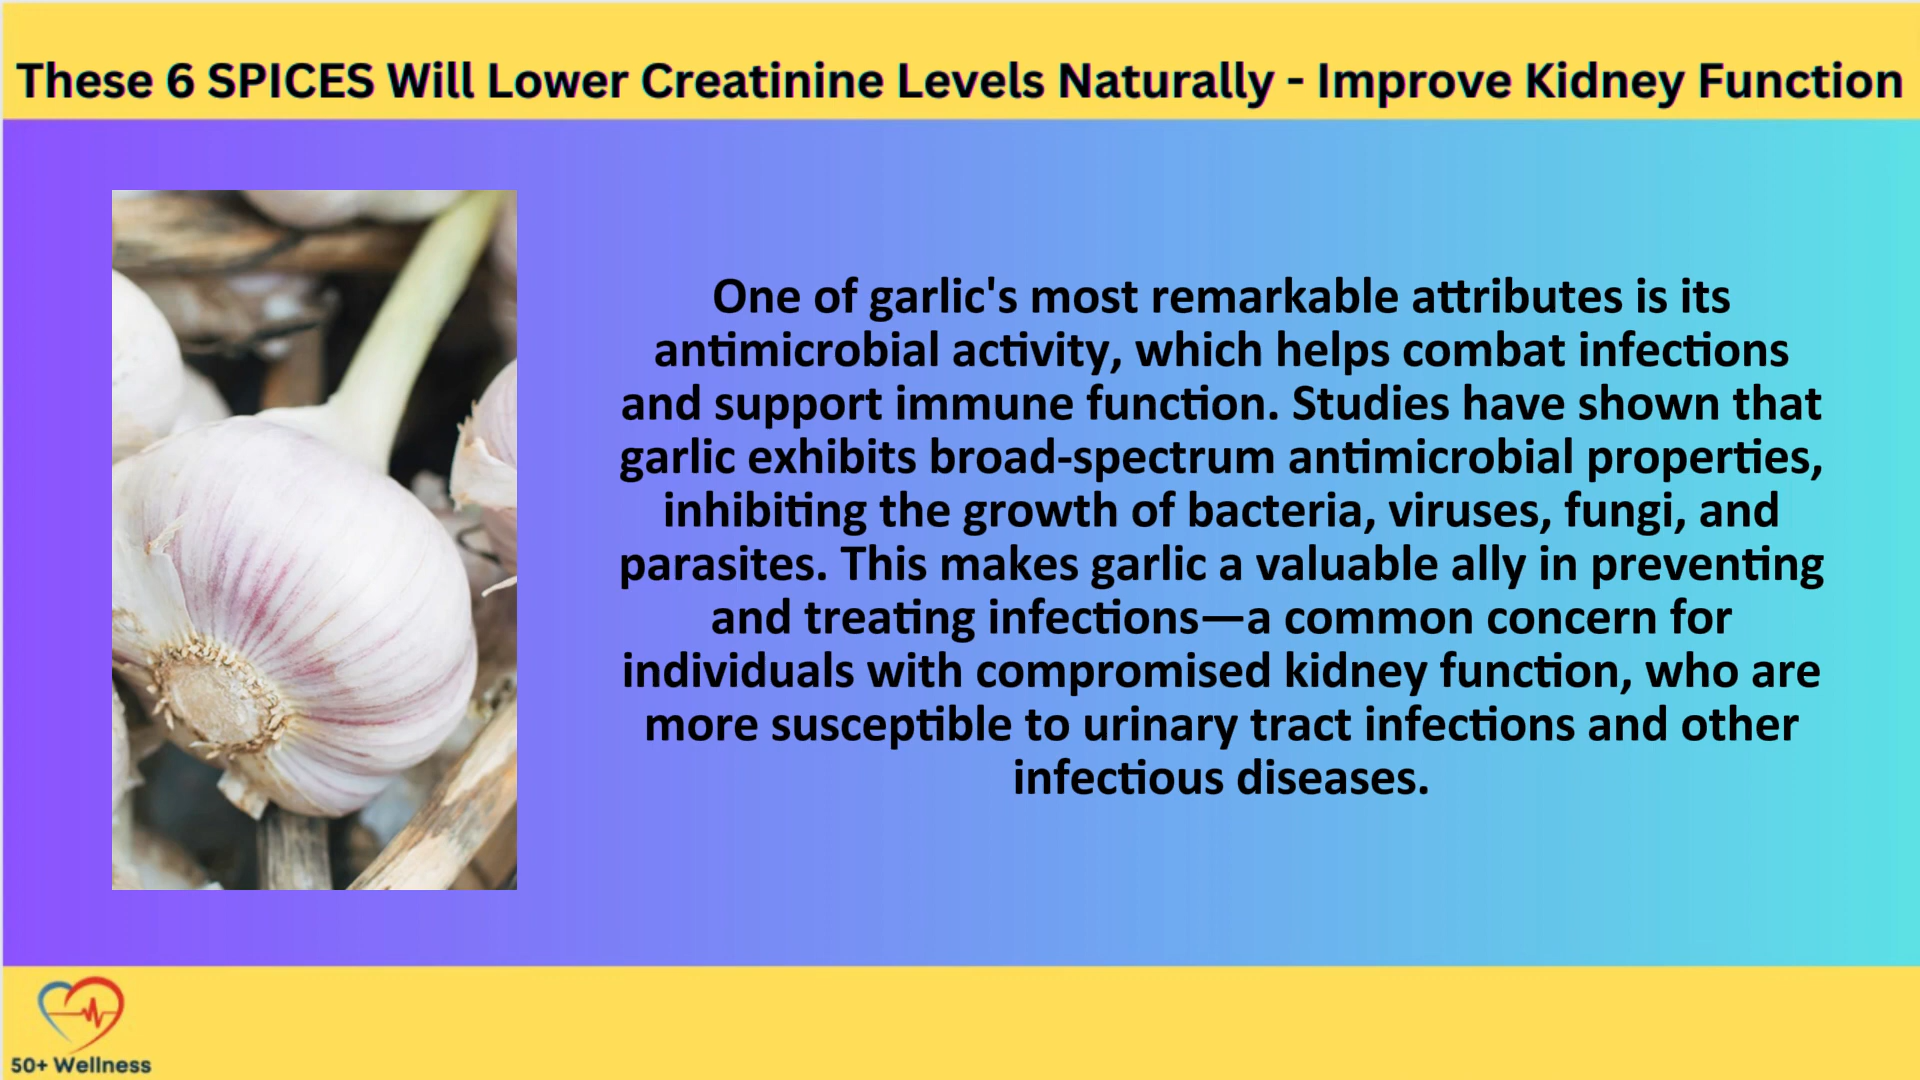 These 6 SPICES Will Lower Creatinine Levels Naturally - Improve Kidney Function
One of garlic's most remarkable attributes is its
antimicrobial activity, which helps combat infections
and support immune function. Studies have shown that
garlic exhibits broad-spectrum antimicrobial properties,
inhibiting the growth of bacteria, viruses, fungi, and
parasites. This makes garlic a valuable ally in preventing
and treating infections—a common concern for
individuals with compromised kidney function, who are
more susceptible to urinary tract infections and other
infectious diseases.
50+ Wellness